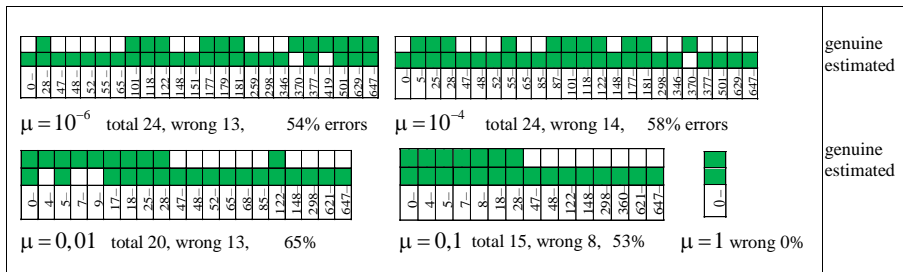 genuine
estimated
0– 28– 47– 48– 52– 55– 65– 101– 118– 122– 148– 151– 177– 179– 181– 259– 298– 346– 370– 377– 419– 501– 629– 647–
0– 5– 25– 28– 47– 48– 52– 55– 65– 85– 87– 101– 118– 122– 148– 177– 181– 298– 346– 370– 377– 501– 629– 647–
μ = 10⁻⁶ total 24, wrong 13, 54% errors
μ = 10⁻⁴ total 24, wrong 14, 58% errors
genuine
estimated
0– 4– 5– 7– 9– 17– 18– 25– 28– 47– 48– 52– 65– 68– 85– 122– 148– 298– 621– 647–
0– 4– 5– 7– 8– 18– 28– 47– 48– 122– 148– 298– 360– 621– 647–
0–
μ = 0,01 total 20, wrong 13, 65%
μ = 0,1 total 15, wrong 8, 53%
μ = 1 wrong 0%